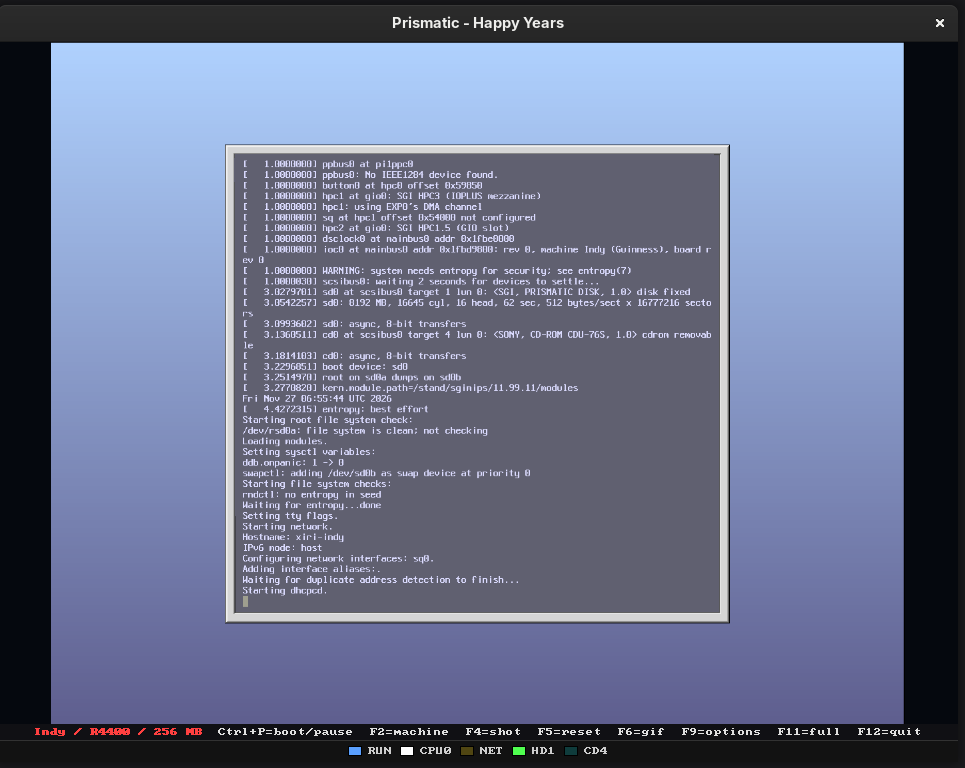 Prismatic - Happy Years
[   1.0000000] ppbus0 at pi1ppc0
[   1.0000000] ppbus0: No IEEE1284 device found.
[   1.0000000] button0 at hpc0 offset 0x59850
[   1.0000000] hpc1 at gio0: SGI HPC3 (IOPLUS mezzanine)
[   1.0000000] hpc1: using EXP0's DMA channel
[   1.0000000] sq at hpc1 offset 0x54000 not configured
[   1.0000000] hpc2 at gio0: SGI HPC1.5 (GIO slot)
[   1.0000000] dsclock0 at mainbus0 addr 0x1fbe0000
[   1.0000000] ioc0 at mainbus0 addr 0x1fbd9800: rev 0, machine Indy (Guinness), board r
ev 0
[   1.0000000] WARNING: system needs entropy for security; see entropy(7)
[   1.0000030] scsibus0: waiting 2 seconds for devices to settle...
[   3.0279701] sd0 at scsibus0 target 1 lun 0: <SGI, PRISMATIC DISK, 1.0> disk fixed
[   3.0542257] sd0: 8192 MB, 16645 cyl, 16 head, 62 sec, 512 bytes/sect x 16777216 secto
rs
[   3.0993602] sd0: async, 8-bit transfers
[   3.1360511] cd0 at scsibus0 target 4 lun 0: <SONY, CD-ROM CDU-76S, 1.0> cdrom removab
le
[   3.1814103] cd0: async, 8-bit transfers
[   3.2296051] boot device: sd0
[   3.2514970] root on sd0a dumps on sd0b
[   3.2770820] kern.module.path=/stand/sgimips/11.99.11/modules
Fri Nov 27 06:55:44 UTC 2026
[   4.4272315] entropy: best effort
Starting root file system check:
/dev/rsd0a: file system is clean; not checking
Loading modules.
Setting sysctl variables:
ddb.onpanic: 1 -> 0
swapctl: adding /dev/sd0b as swap device at priority 0
Starting file system checks:
rndctl: no entropy in seed
Waiting for entropy...done
Setting tty flags.
Starting network.
Hostname: xiri-indy
IPv6 mode: host
Configuring network interfaces: sq0.
Adding interface aliases:.
Waiting for duplicate address detection to finish...
Starting dhcpcd.
Indy / R4400 / 256 MB Ctrl+P=boot/pause F2=machine F4=shot F5=reset F6=gif F9=options F11=full F12=quit
RUN CPU0 NET HD1 CD4